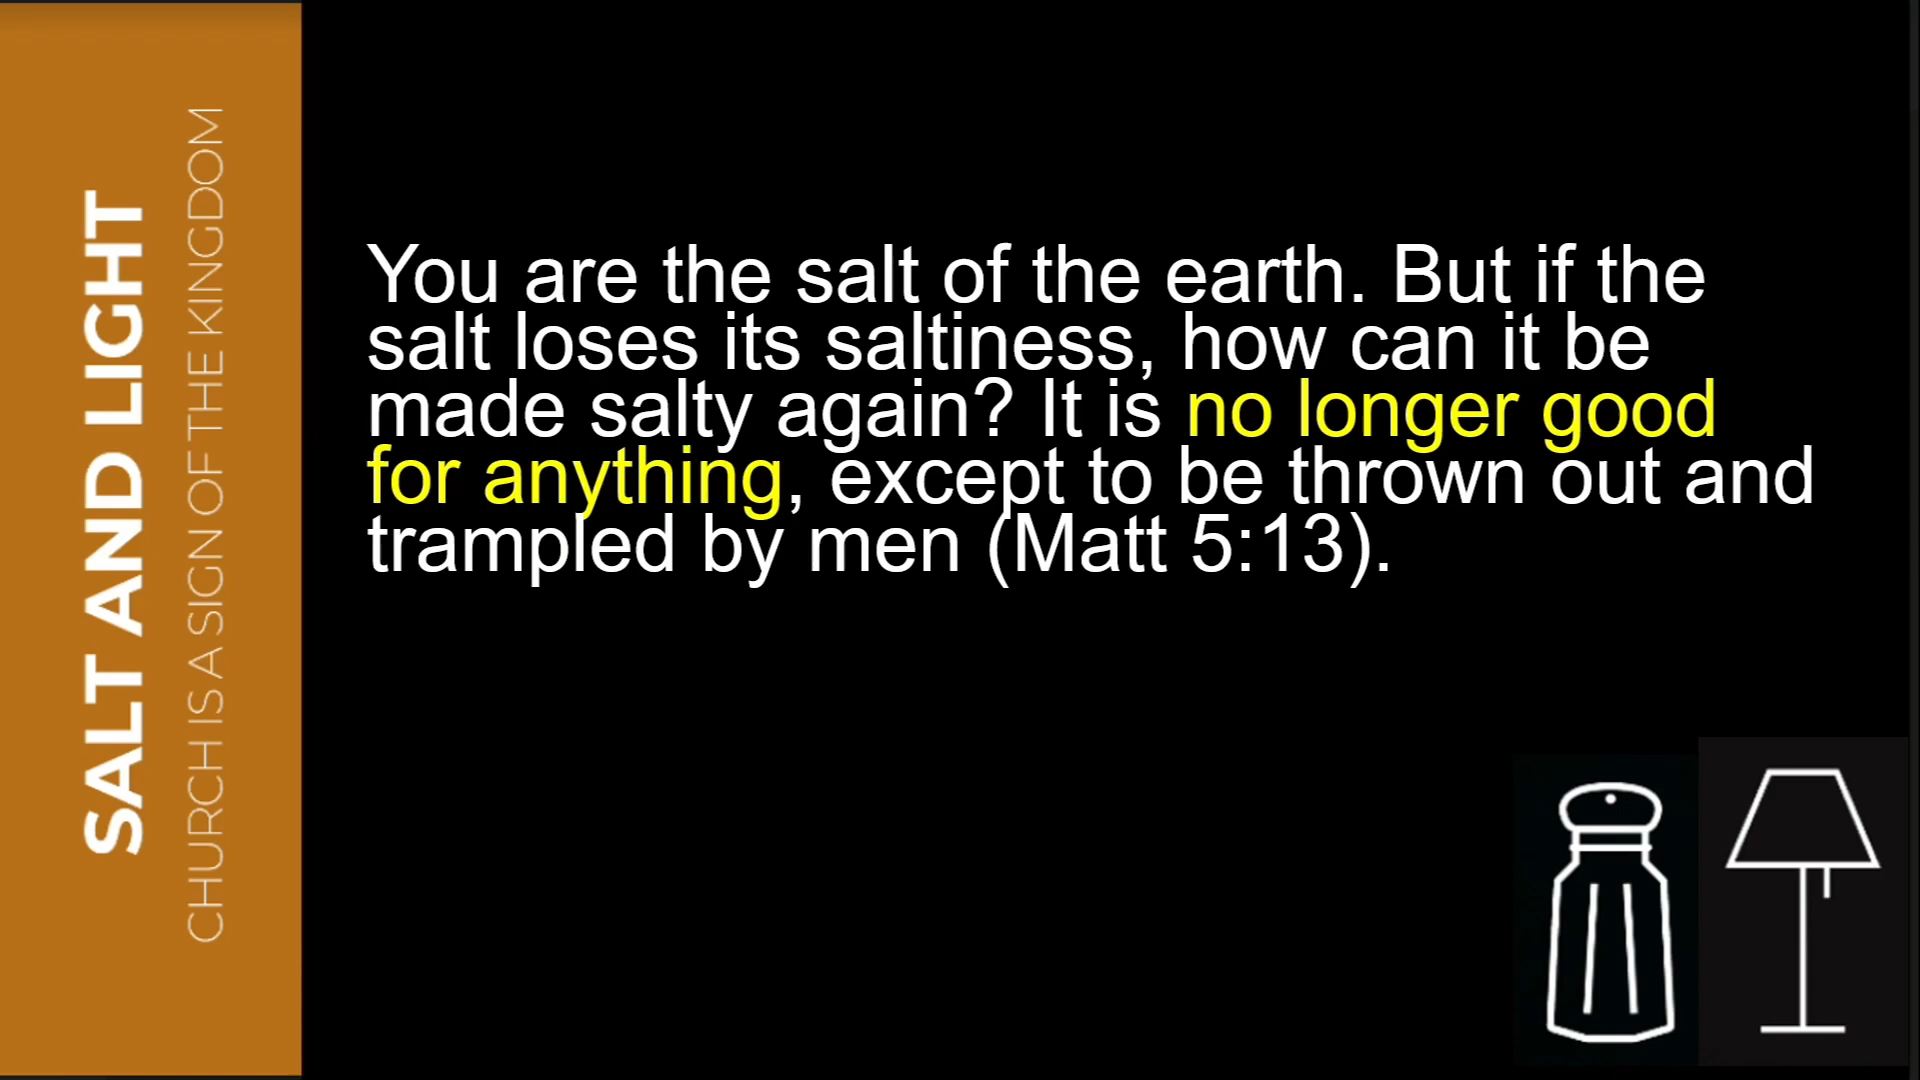 SALT AND LIGHT
CHURCH IS A SIGN OF THE KINGDOM
You are the salt of the earth. But if the
salt loses its saltiness, how can it be
made salty again? It is no longer good
for anything, except to be thrown out and
trampled by men (Matt 5:13).